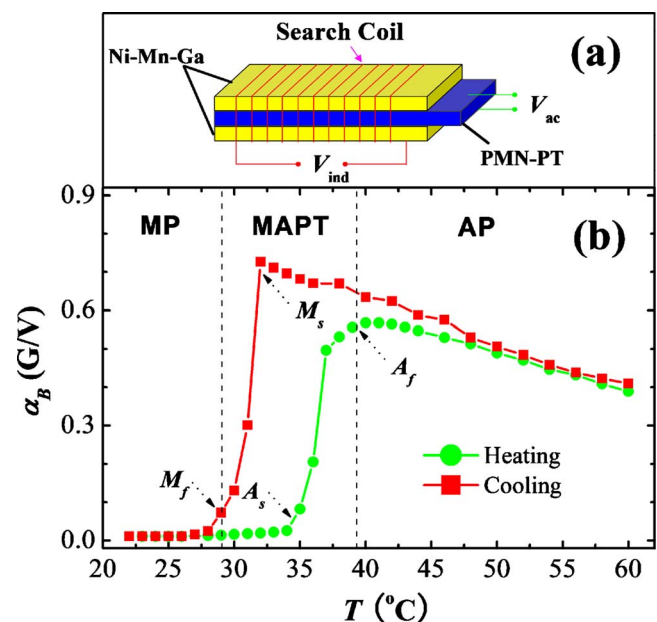 Search Coil
(a)
Ni-Mn-Ga
V_ac
PMN-PT
V_ind
0.9
MP MAPT AP (b)
M_s
0.6
A_f
α_B (G/V)
0.3
Heating
M_f A_s Cooling
0.0
20 25 30 35 40 45 50 55 60
T (°C)